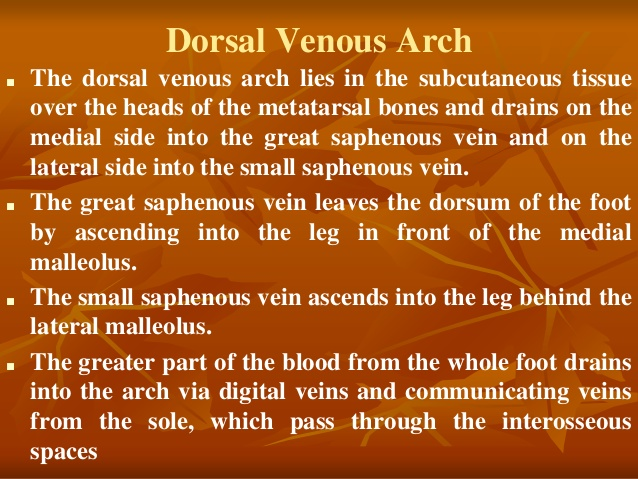 Dorsal Venous Arch
The dorsal venous arch lies in the subcutaneous tissue
over the heads of the metatarsal bones and drains on the
medial side into the great saphenous vein and on the
lateral side into the small saphenous vein.
The great saphenous vein leaves the dorsum of the foot
by ascending into the leg in front of the medial
malleolus.
The small saphenous vein ascends into the leg behind the
lateral malleolus.
The greater part of the blood from the whole foot drains
into the arch via digital veins and communicating veins
from the sole, which pass through the interosseous
spaces